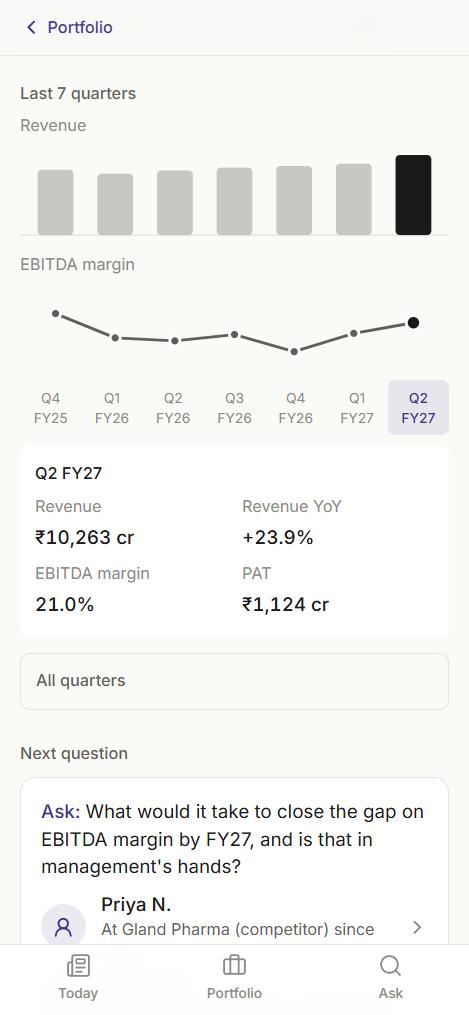 Portfolio
Last 7 quarters
Revenue
EBITDA margin
Q4 Q1 Q2 Q3 Q4 Q1 Q2
FY25 FY26 FY26 FY26 FY26 FY27 FY27
Q2 FY27
Revenue Revenue YoY
₹10,263 cr +23.9%
EBITDA margin PAT
21.0% ₹1,124 cr
All quarters
Next question
Ask: What would it take to close the gap on
EBITDA margin by FY27, and is that in
management's hands?
Priya N.
At Gland Pharma (competitor) since
Today Portfolio Ask